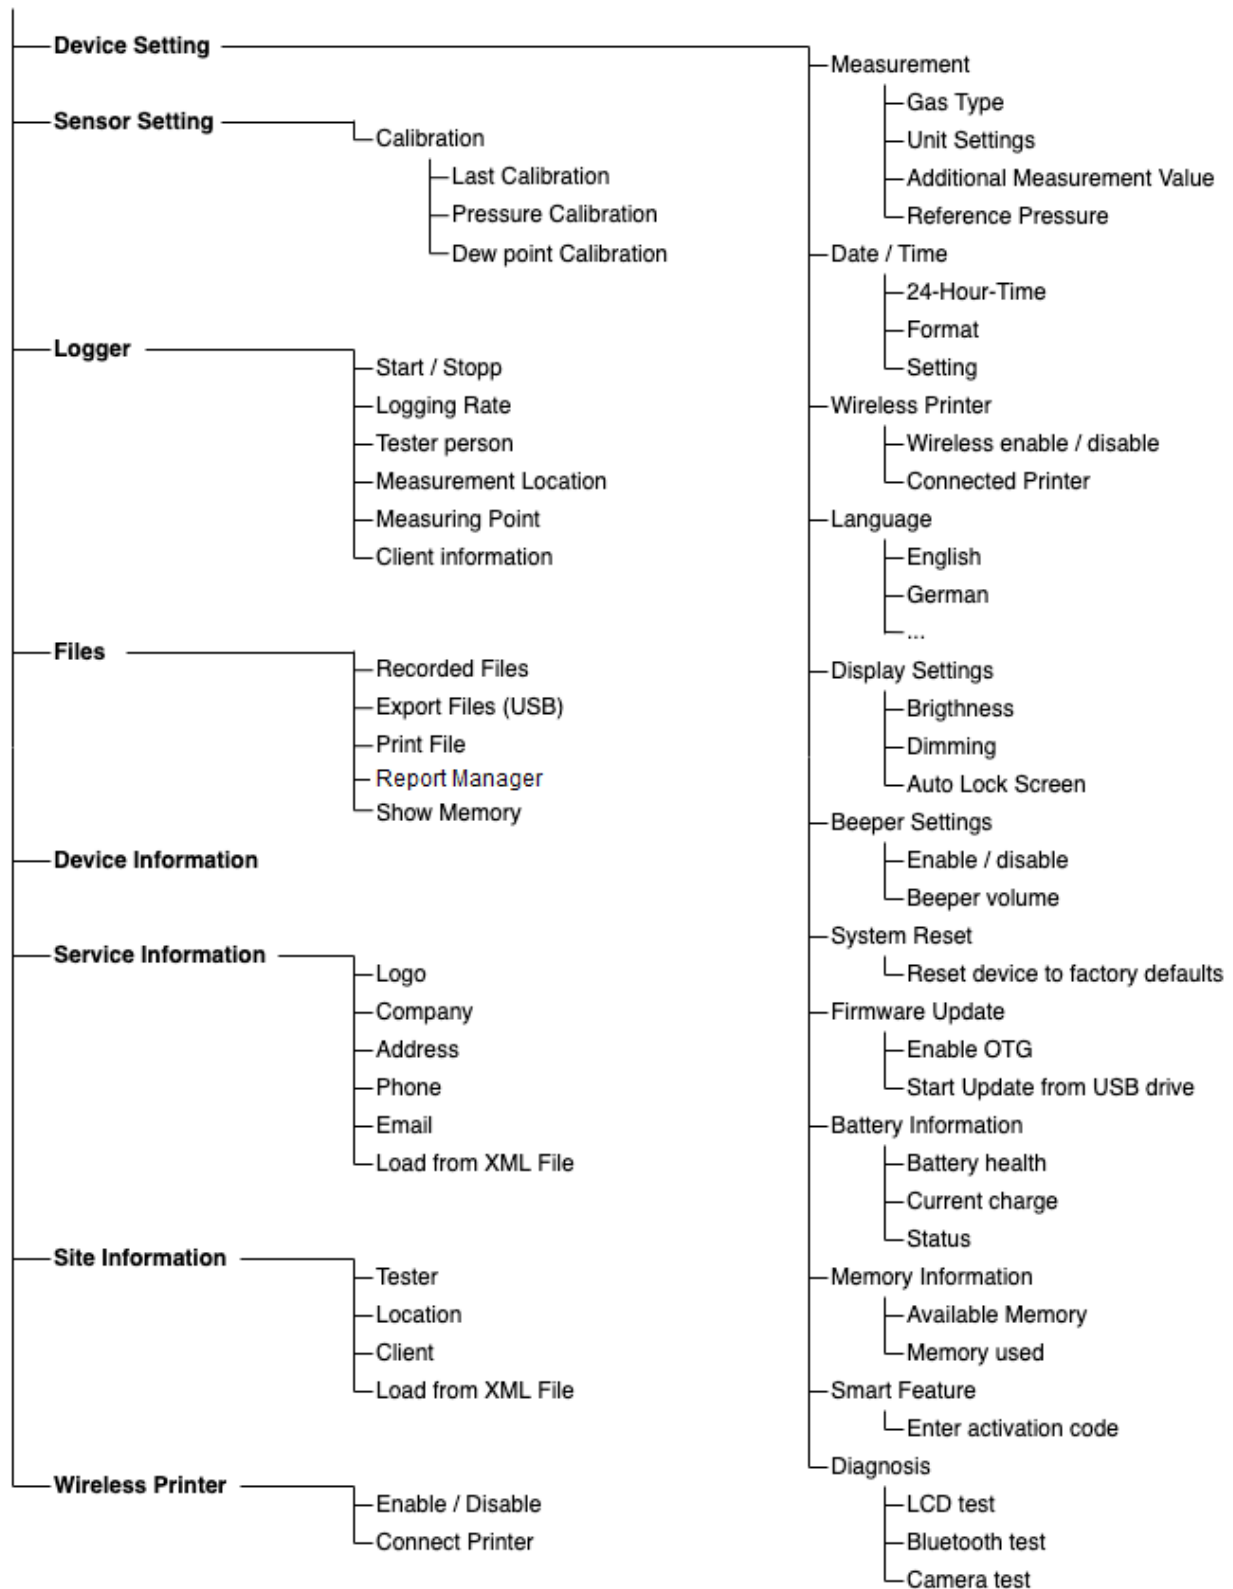 Device Setting
Measurement
Gas Type
Unit Settings
Additional Measurement Value
Reference Pressure
Date / Time
24-Hour-Time
Format
Setting
Wireless Printer
Wireless enable / disable
Connected Printer
Language
English
German
...
Display Settings
Brigthness
Dimming
Auto Lock Screen
Beeper Settings
Enable / disable
Beeper volume
System Reset
Reset device to factory defaults
Firmware Update
Enable OTG
Start Update from USB drive
Battery Information
Battery health
Current charge
Status
Memory Information
Available Memory
Memory used
Smart Feature
Enter activation code
Diagnosis
LCD test
Bluetooth test
Camera test
Sensor Setting
Calibration
Last Calibration
Pressure Calibration
Dew point Calibration
Logger
Start / Stopp
Logging Rate
Tester person
Measurement Location
Measuring Point
Client information
Files
Recorded Files
Export Files (USB)
Print File
Report Manager
Show Memory
Device Information
Service Information
Logo
Company
Address
Phone
Email
Load from XML File
Site Information
Tester
Location
Client
Load from XML File
Wireless Printer
Enable / Disable
Connect Printer